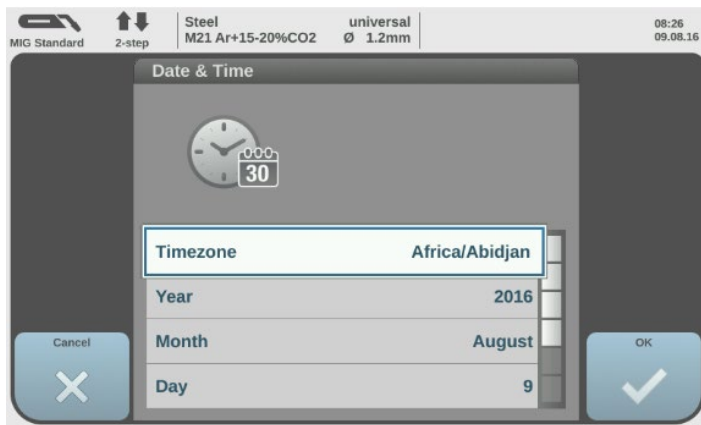 MIG Standard
2-step
Steel universal
M21 Ar+15-20%CO2 Ø 1.2mm
08:26
09.08.16
Date & Time
30
Timezone Africa/Abidjan
Year 2016
Month August
Day 9
Cancel
OK